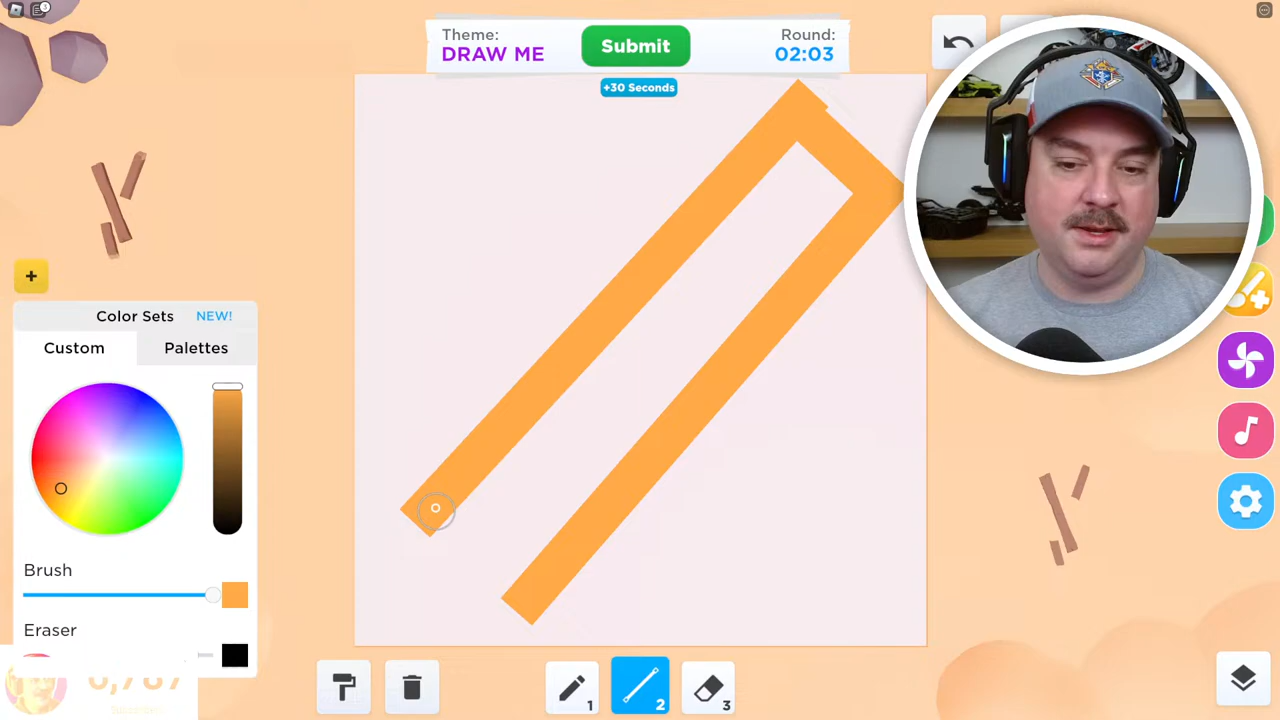 3
Theme:
DRAW ME
Submit
Round:
02:03
+30 Seconds
+
Color Sets NEW!
Custom Palettes
Brush
Eraser
1
2
3